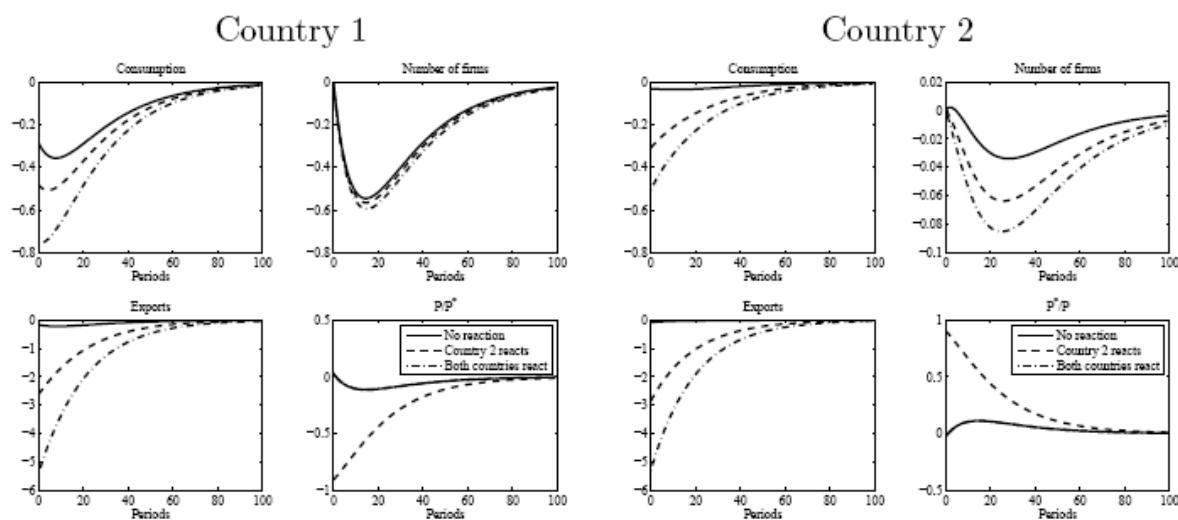 Country 1
Country 2
Consumption
0
−0.2
−0.4
−0.6
−0.8
0 20 40 60 80 100
Periods
Number of firms
0
−0.2
−0.4
−0.6
−0.8
0 20 40 60 80 100
Periods
Consumption
0
−0.2
−0.4
−0.6
−0.8
0 20 40 60 80 100
Periods
Number of firms
0.02
0
−0.02
−0.04
−0.06
−0.08
−0.1
0 20 40 60 80 100
Periods
Exports
0
−1
−2
−3
−4
−5
−6
0 20 40 60 80 100
Periods
P/P*
0.5
0
−0.5
−1
No reaction
Country 2 reacts
Both countries react
0 20 40 60 80 100
Periods
Exports
0
−1
−2
−3
−4
−5
−6
0 20 40 60 80 100
Periods
P*/P
1
0.5
0
−0.5
No reaction
Country 2 reacts
Both countries react
0 20 40 60 80 100
Periods